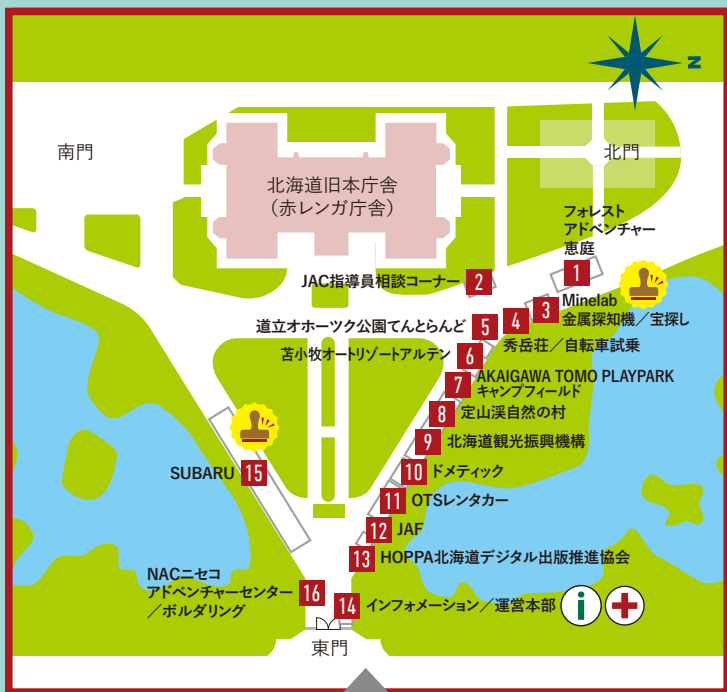 N
南門
北門
北海道旧本庁舎
（赤レンガ庁舎）
フォレスト
アドベンチャー
恵庭
1
JAC指導員相談コーナー 2
3 Minelab
金属探知機／宝探し
4 秀岳荘／自転車試乗
道立オホーツク公園てんとらんど 5
苫小牧オートリゾートアルテン 6
7 AKAIGAWA TOMO PLAYPARK
キャンプフィールド
8 定山渓自然の村
9 北海道観光振興機構
10 ドメティック
SUBARU 15
11 OTSレンタカー
12 JAF
13 HOPPA北海道デジタル出版推進協会
NACニセコ
アドベンチャーセンター
／ボルダリング
16
14 インフォメーション／運営本部 i
東門